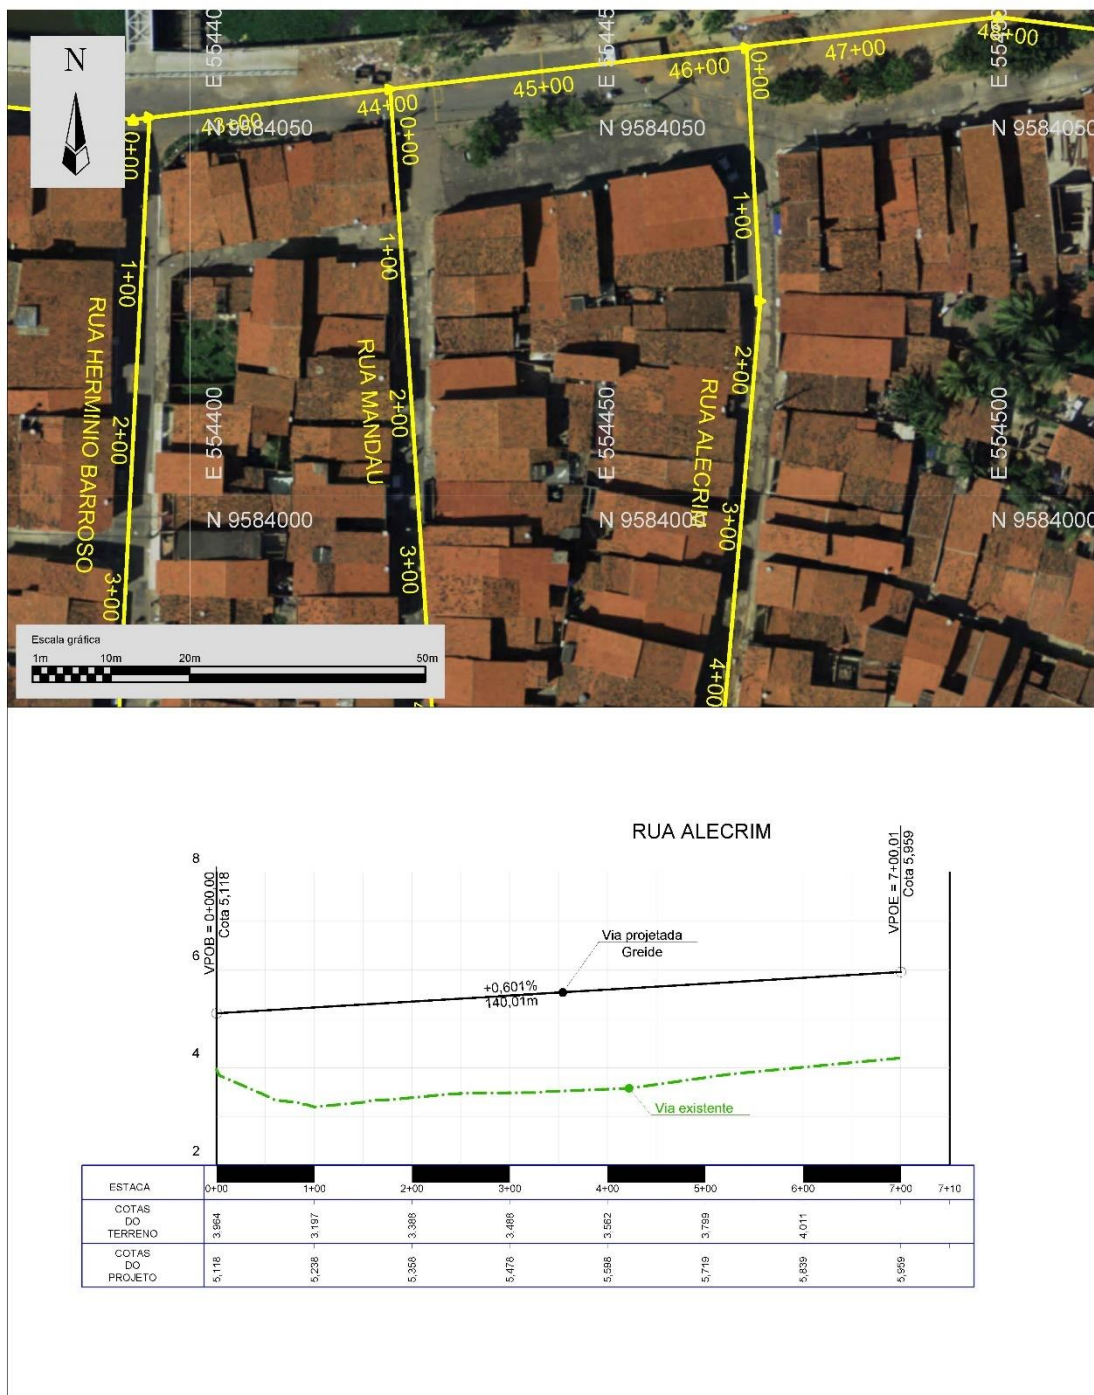 N
E 554400
E 554450
E 554500
48+00
47+00
46+00
45+00
44+00
43+00
0+00
0+00
0+00
N 9584050
N 9584050
N 9584050
1+00
1+00
1+00
RUA HERMINIO BARROSO
RUA MANDAU
RUA ALECRIM
2+00
2+00
2+00
E 554400
E 554450
E 554500
N 9584000
N 9584000
N 9584000
3+00
3+00
3+00
4+00
Escala gráfica
1m 10m 20m 50m
RUA ALECRIM
8
6
4
2
VPOB = 0+00,00
Cota 5,118
VPOE = 7+00,01
Cota 5,959
Via projetada
Greide
+0,601%
140,01m
Via existente
ESTACA 0+00 1+00 2+00 3+00 4+00 5+00 6+00 7+00 7+10
COTAS
DO
TERRENO
3.964 3.197 3.388 3.488 3.562 3.799 4.011
COTAS
DO
PROJETO
5,118 5,238 5,358 5,478 5,598 5,719 5,839 5,959